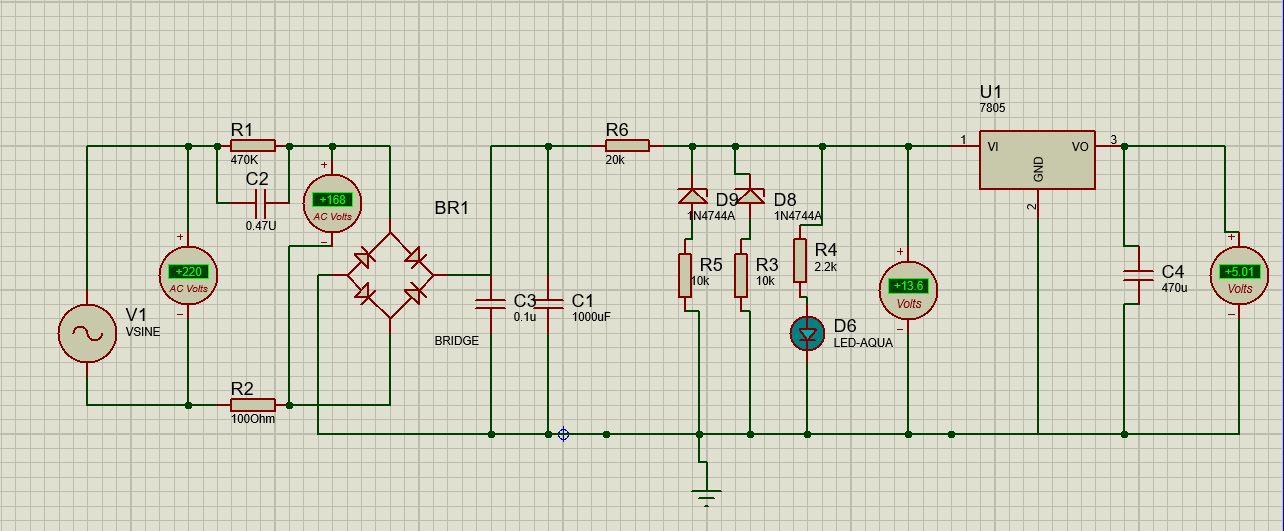 R1
470K
C2
0.47U
+168
AC Volts
+
−
+220
AC Volts
+
−
V1
VSINE
R2
100Ohm
BR1
BRIDGE
C3
0.1u
C1
1000uF
R6
20k
D9
1N4744A
D8
1N4744A
R5
10k
R3
10k
R4
2.2k
D6
LED-AQUA
+
+13.6
Volts
−
U1
7805
1
VI
VO
3
GND
2
C4
470u
+
+5.01
Volts
−